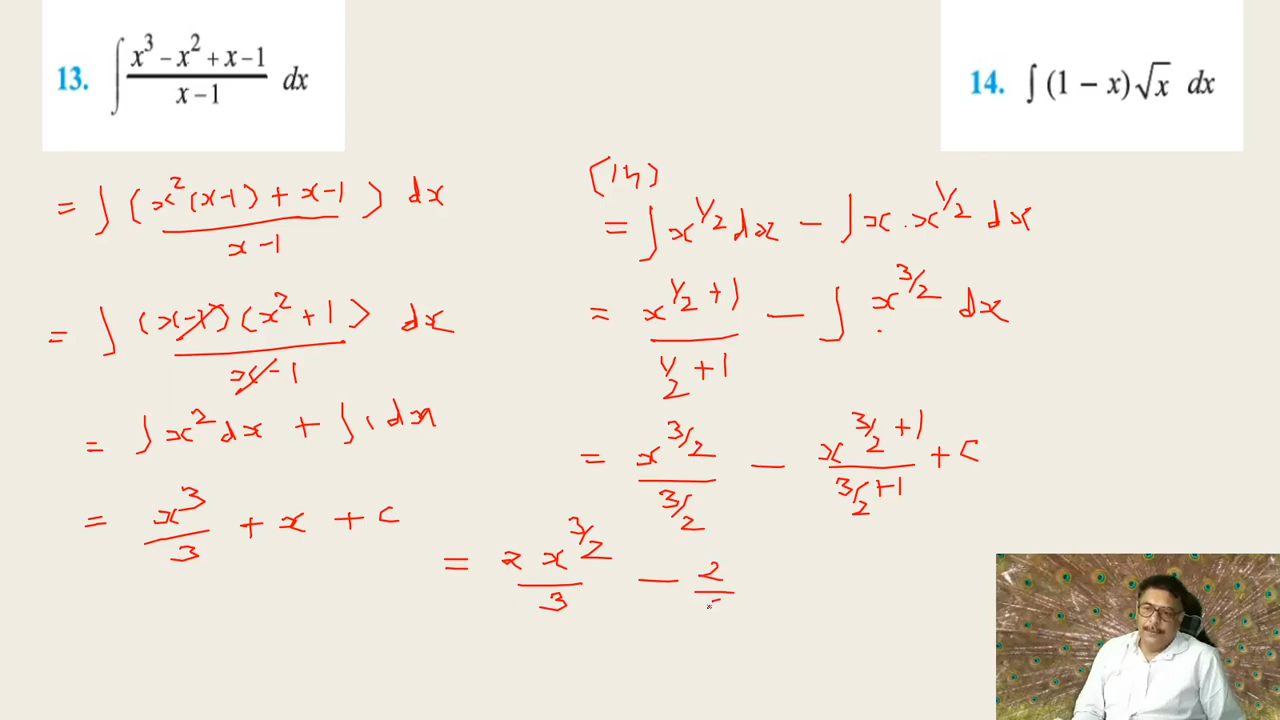 13. ∫ (x³ − x² + x − 1)/(x − 1) dx
14. ∫ (1 − x)√x dx
= ∫ (x²(x−1) + x−1)/(x−1) dx
= ∫ (x−1)(x²+1)/(x−1) dx
= ∫x² dx + ∫1 dx
= x³/3 + x + c
(14)
= ∫x^(1/2) dx − ∫x . x^(1/2) dx
= x^(1/2 + 1)/(1/2 + 1) − ∫ x^(3/2) dx
= x^(3/2)/(3/2) − x^(3/2 + 1)/(3/2 + 1) + c
= 2 x^(3/2)/3 − 2/